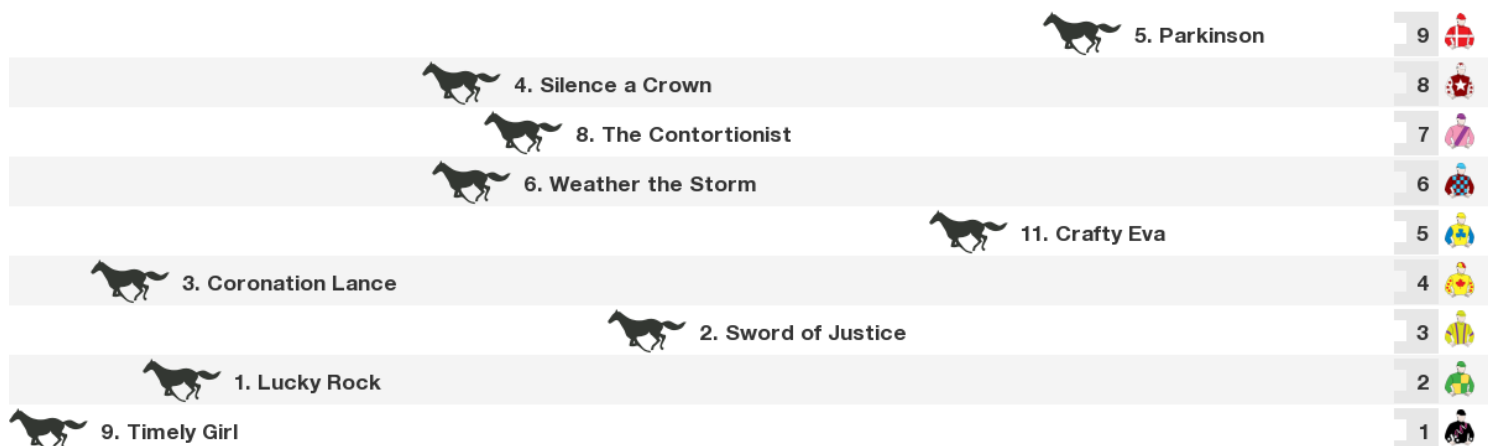 5. Parkinson 9
4. Silence a Crown 8
8. The Contortionist 7
6. Weather the Storm 6
11. Crafty Eva 5
3. Coronation Lance 4
2. Sword of Justice 3
1. Lucky Rock 2
9. Timely Girl 1